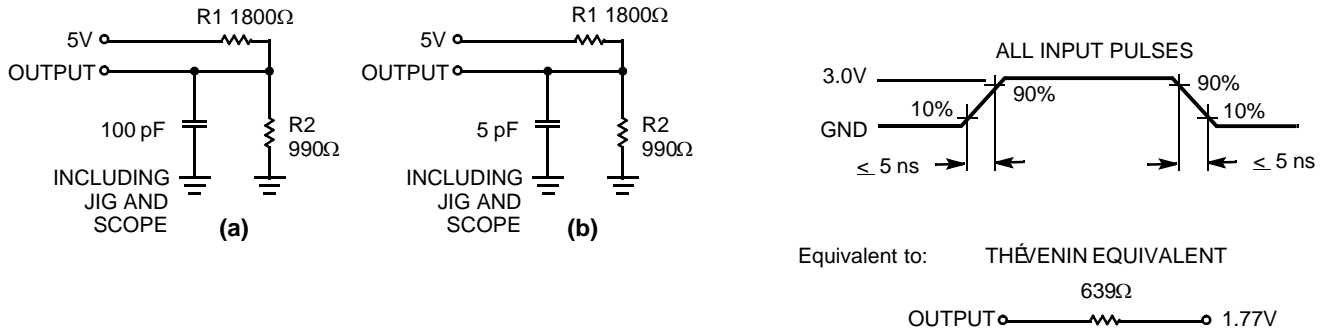 R1 1800Ω
5V
OUTPUT
100 pF
R2
990Ω
INCLUDING
JIG AND
SCOPE
(a)
R1 1800Ω
5V
OUTPUT
5 pF
R2
990Ω
INCLUDING
JIG AND
SCOPE
(b)
ALL INPUT PULSES
3.0V
90%
90%
10%
10%
GND
≤ 5 ns
≤ 5 ns
Equivalent to: THÉVENIN EQUIVALENT
639Ω
OUTPUT
1.77V